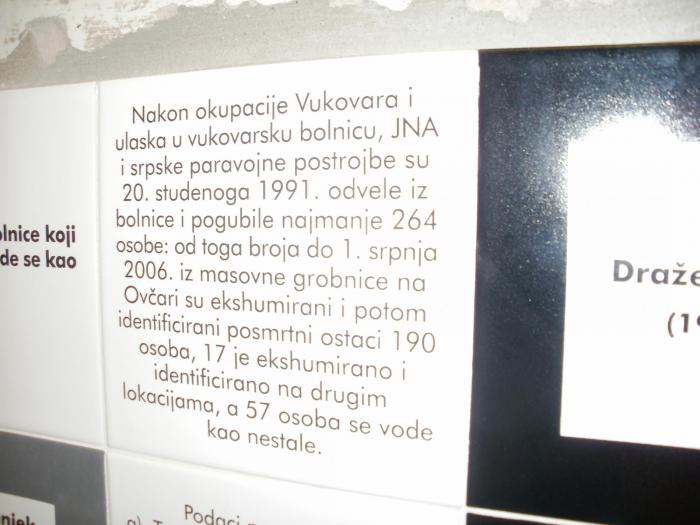 Nakon okupacije Vukovara i
ulaska u vukovarsku bolnicu, JNA
i srpske paravojne postrojbe su
20. studenoga 1991. odvele iz
bolnice i pogubile najmanje 264
osobe: od toga broja do 1. srpnja
2006. iz masovne grobnice na
Ovčari su ekshumirani i potom
identificirani posmrtni ostaci 190
osoba, 17 je ekshumirano i
identificirano na drugim
lokacijama, a 57 osoba se vode
kao nestale.
koji
se kao
Podaci